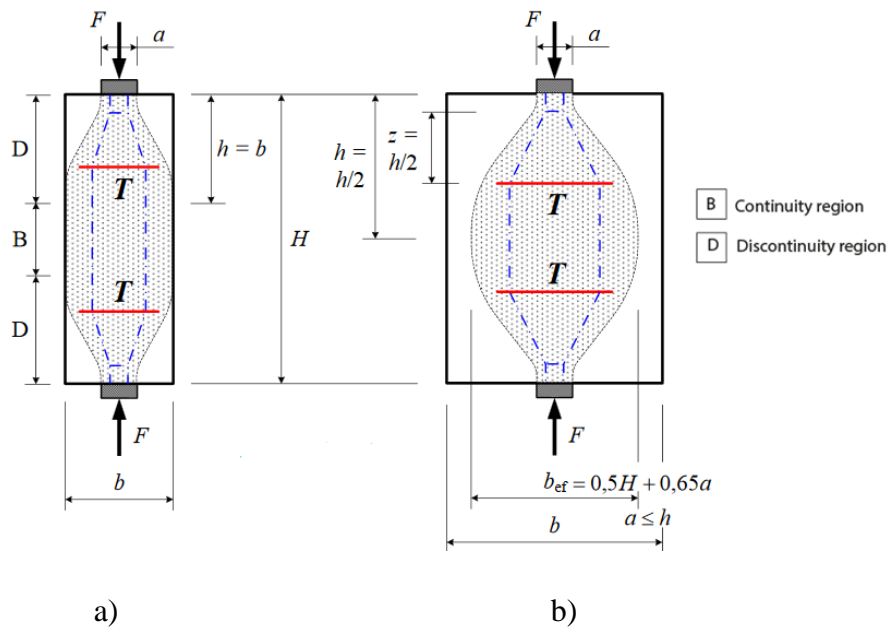 F
a
D
B
D
T
T
h = b
H
F
b
a)
F
a
h =
h/2
z =
h/2
T
T
F
b_ef = 0,5H + 0,65a
a ≤ h
b
b)
B Continuity region
D Discontinuity region